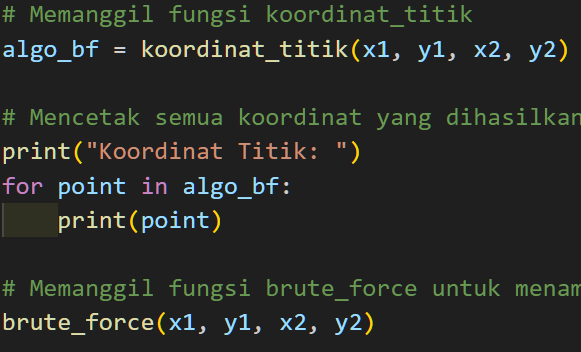 # Memanggil fungsi koordinat_titik
algo_bf = koordinat_titik(x1, y1, x2, y2)
# Mencetak semua koordinat yang dihasilkan
print("Koordinat Titik: ")
for point in algo_bf:
    print(point)
# Memanggil fungsi brute_force untuk menam
brute_force(x1, y1, x2, y2)